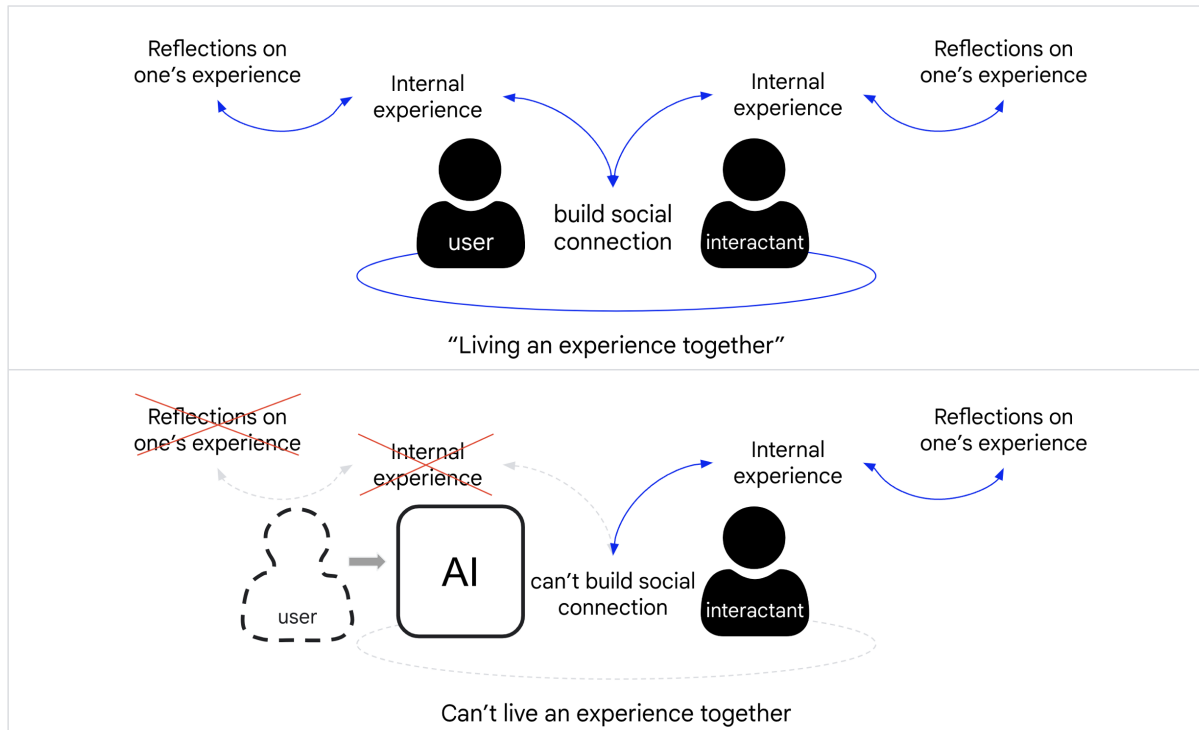 Reflections on
one's experience
Internal
experience
Internal
experience
Reflections on
one's experience
user
build social
connection
interactant
“Living an experience together”
Reflections on
one's experience
Internal
experience
Internal
experience
Reflections on
one's experience
user
AI
can't build social
connection
interactant
Can't live an experience together